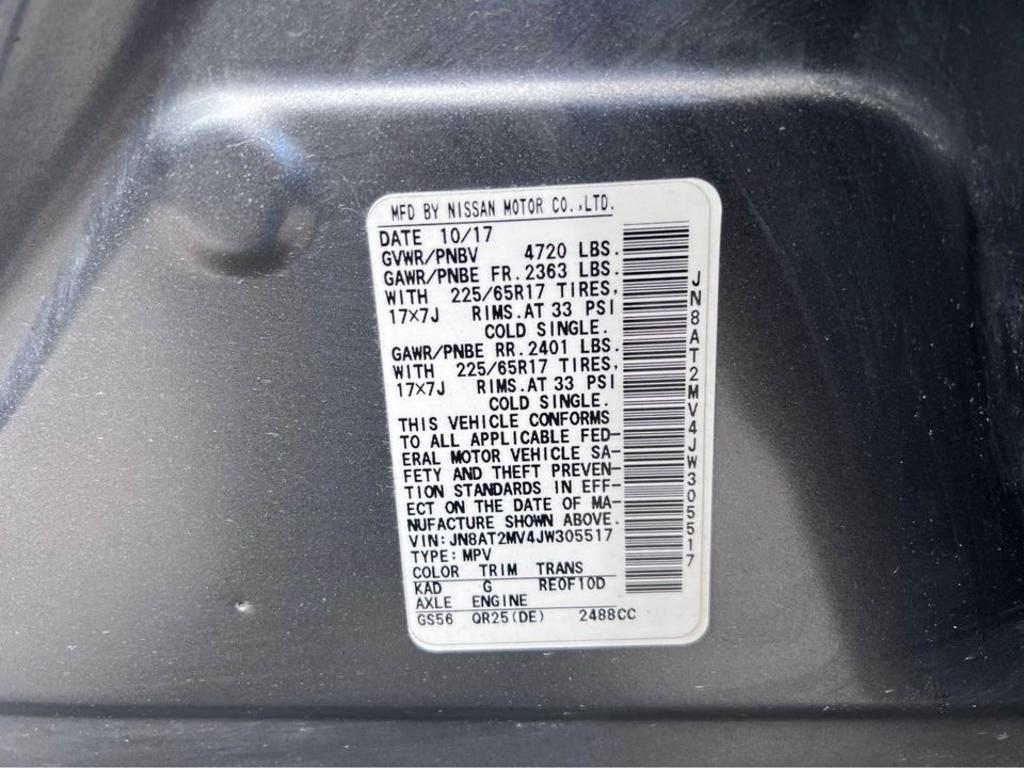 MFD BY NISSAN MOTOR CO.,LTD.
DATE 10/17
GVWR/PNBV 4720 LBS.
GAWR/PNBE FR.2363 LBS.
WITH 225/65R17 TIRES,
17×7J RIMS.AT 33 PSI
COLD SINGLE.
GAWR/PNBE RR.2401 LBS.
WITH 225/65R17 TIRES,
17×7J RIMS.AT 33 PSI
COLD SINGLE.
THIS VEHICLE CONFORMS
TO ALL APPLICABLE FED-
ERAL MOTOR VEHICLE SA-
FETY AND THEFT PREVEN-
TION STANDARDS IN EFF-
ECT ON THE DATE OF MA-
NUFACTURE SHOWN ABOVE.
VIN:JN8AT2MV4JW305517
TYPE:MPV
COLOR TRIM TRANS
KAD G RE0F10D
AXLE ENGINE
GS56 QR25(DE) 2488CC
JN8AT2MV4JW305517